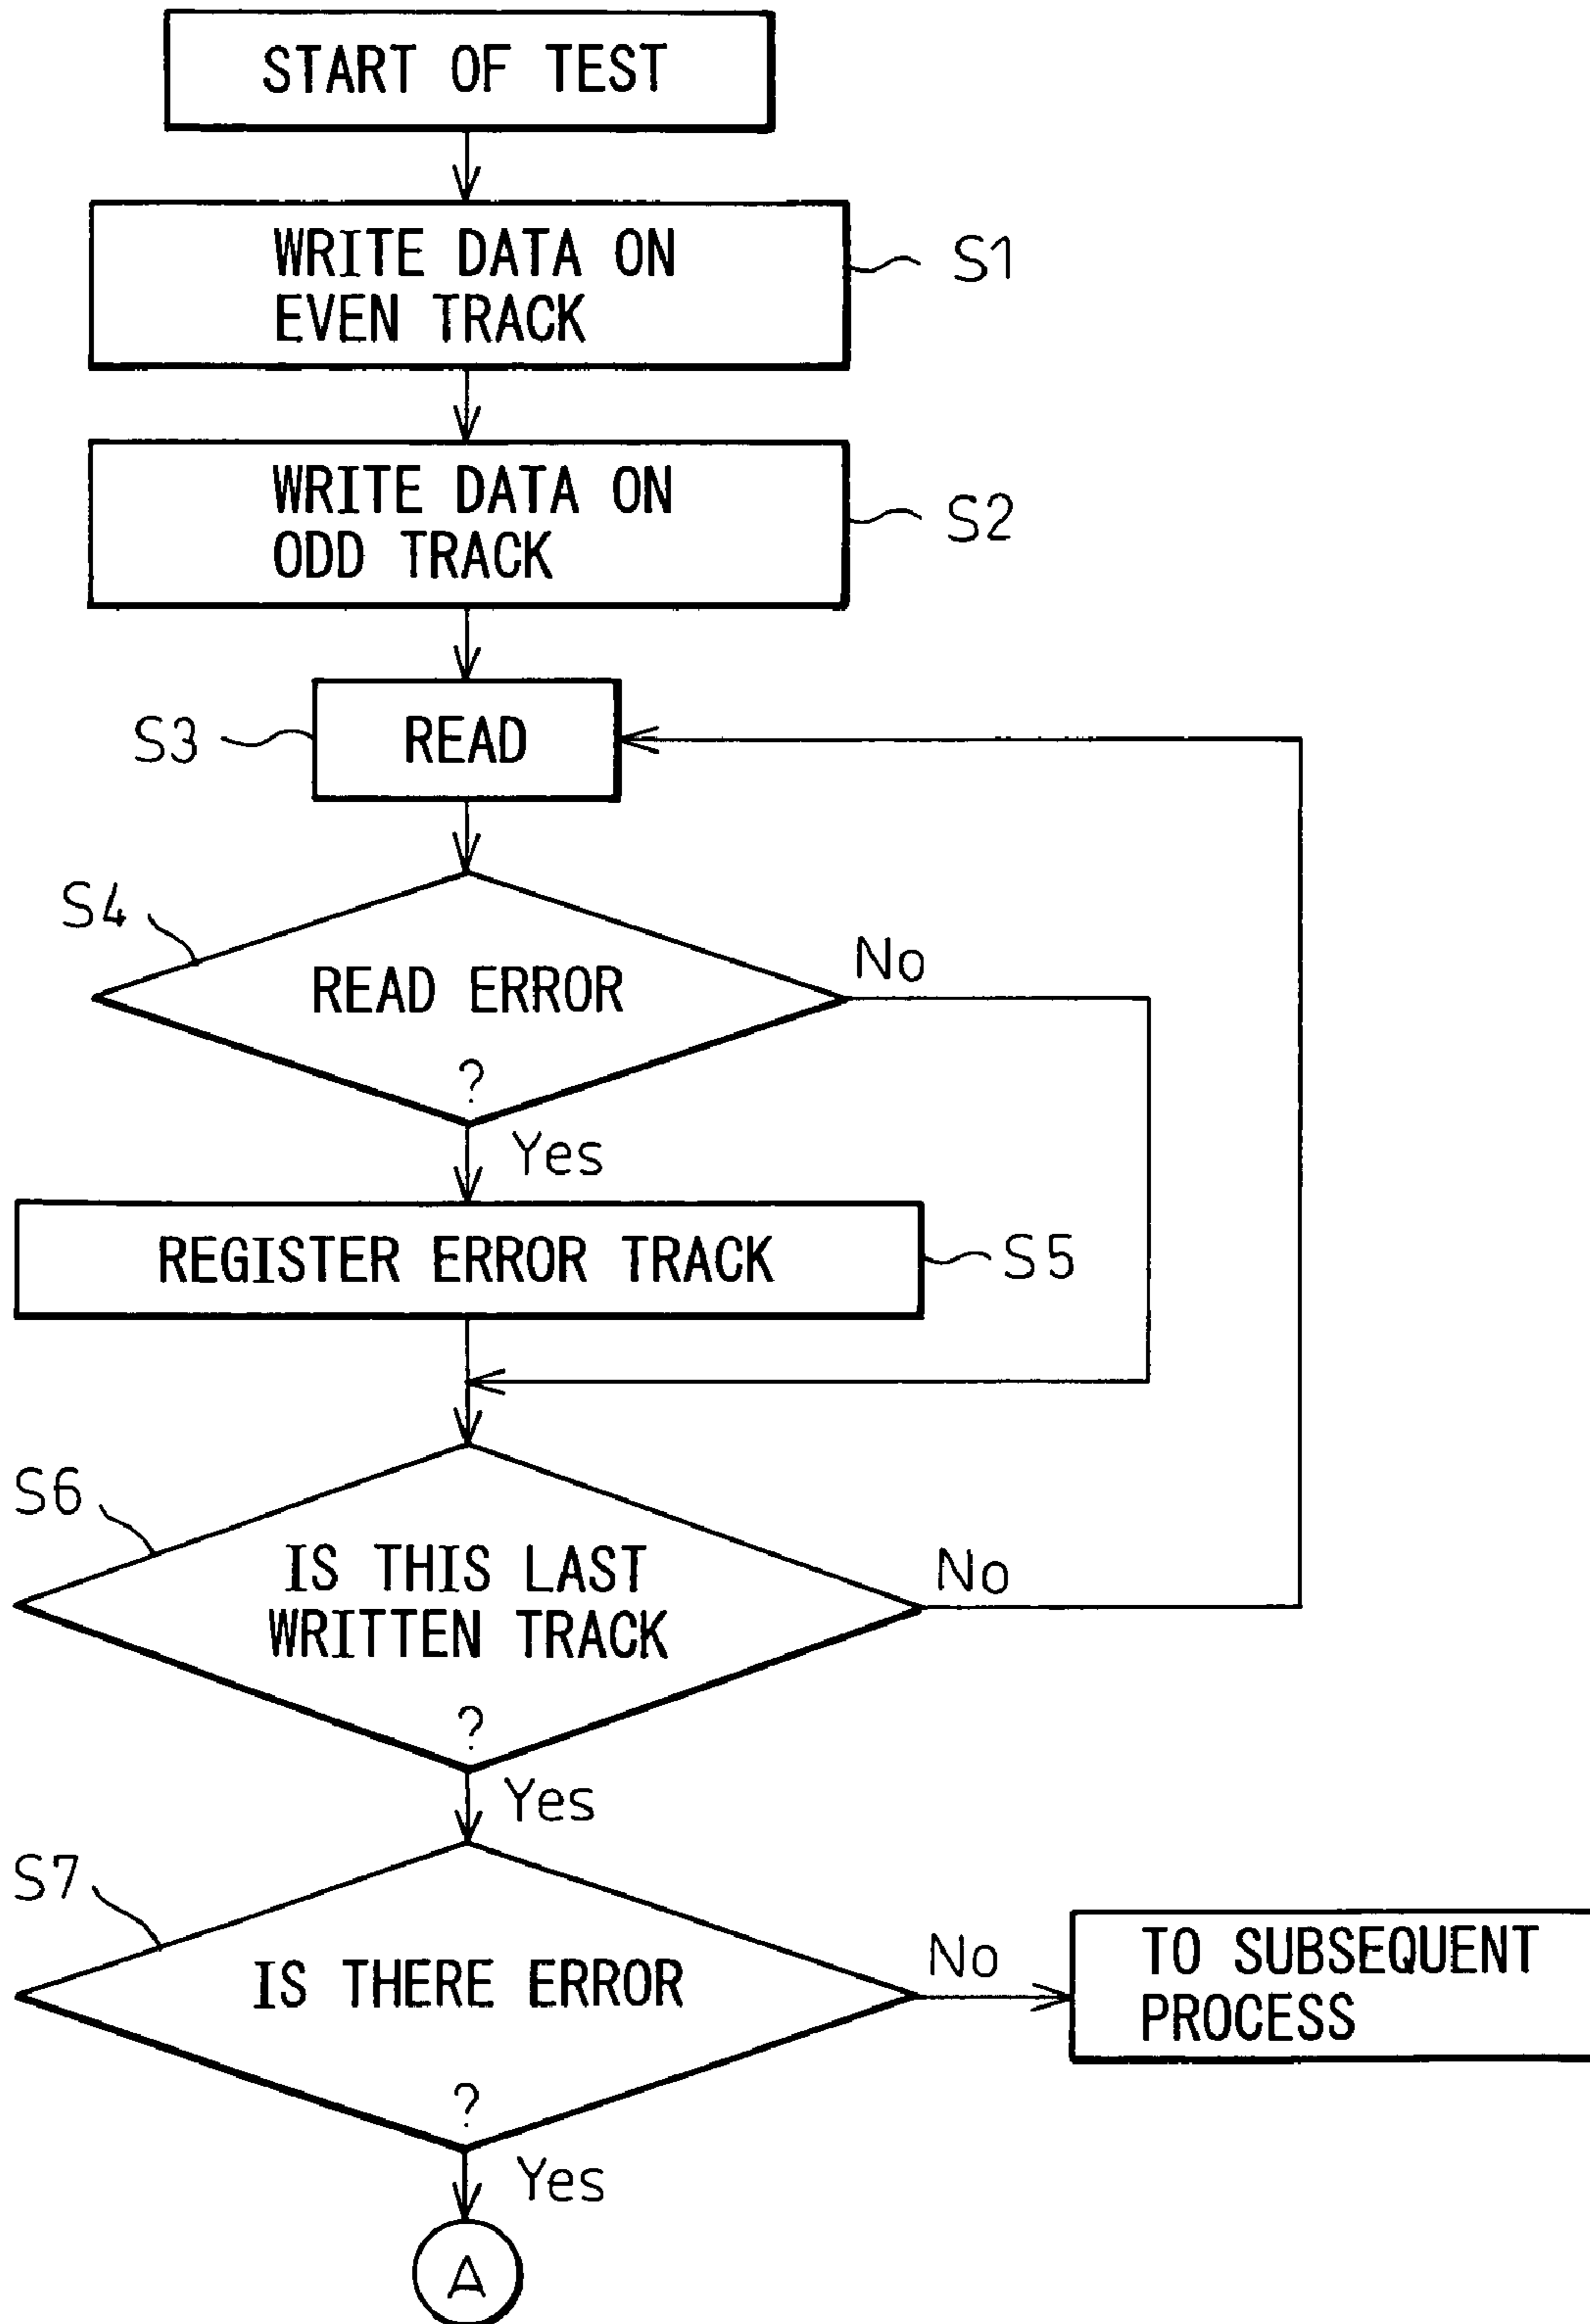 START OF TEST
WRITE DATA ON
EVEN TRACK
S1
WRITE DATA ON
ODD TRACK
S2
S3
READ
S4
READ ERROR
?
No
Yes
REGISTER ERROR TRACK
S5
S6
IS THIS LAST
WRITTEN TRACK
?
No
Yes
S7
IS THERE ERROR
?
No
TO SUBSEQUENT
PROCESS
Yes
A